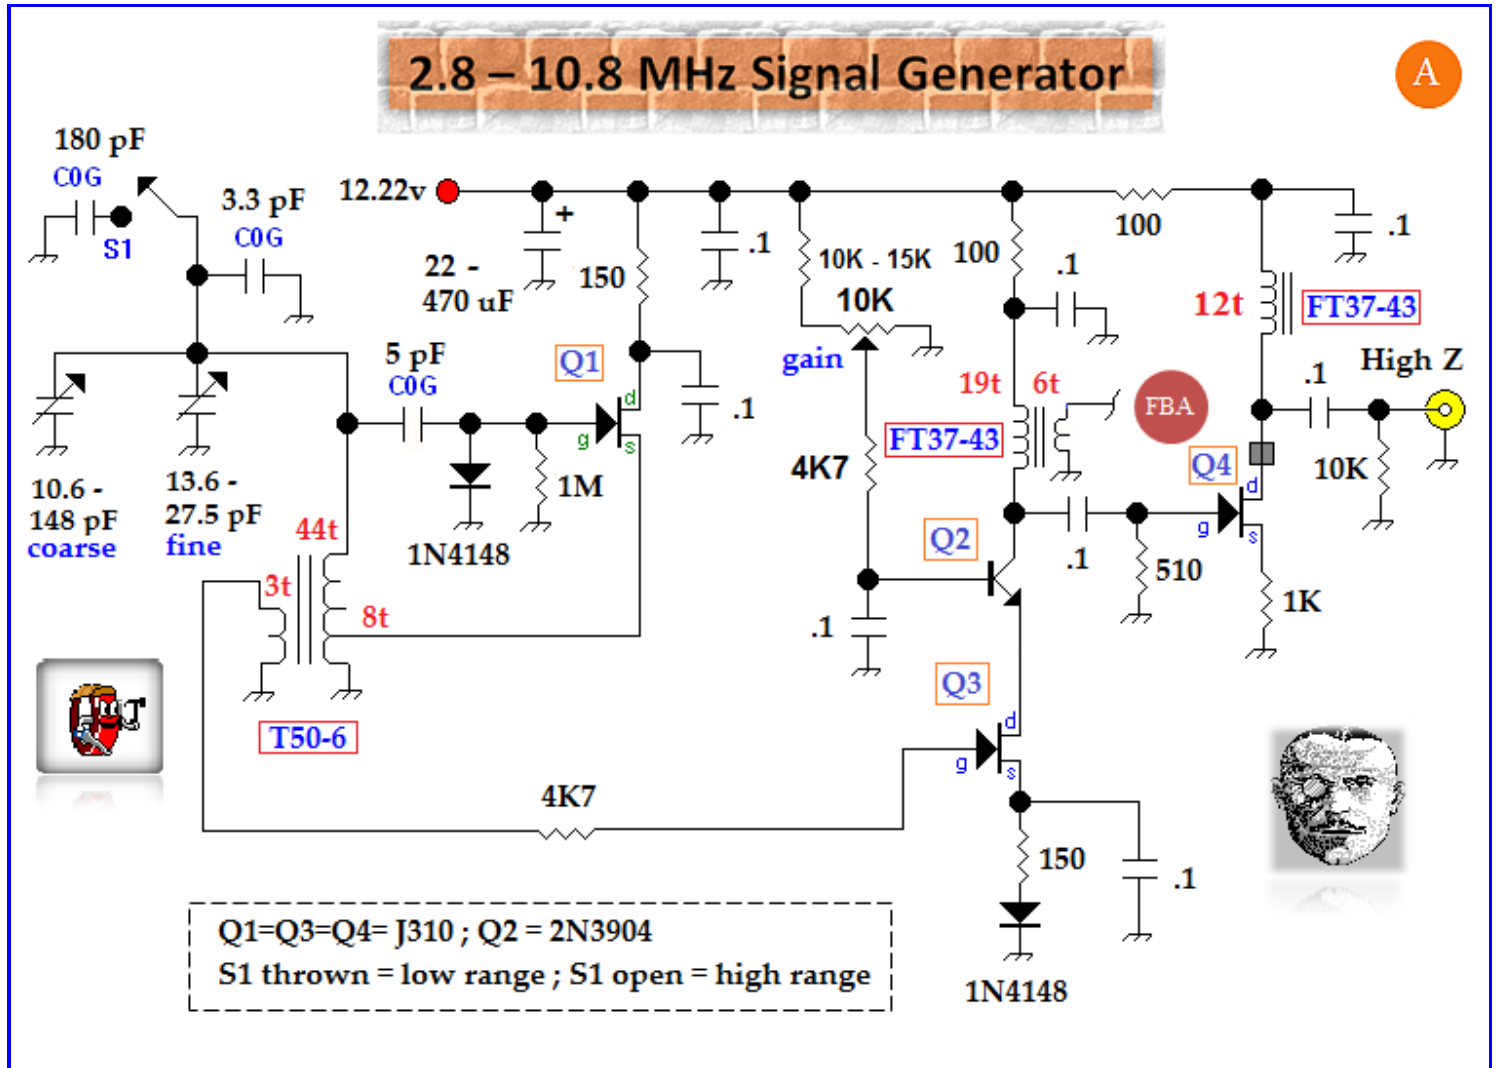 2.8 – 10.8 MHz Signal Generator
A
180 pF
C0G
S1
3.3 pF
C0G
12.22v
+
22 -
470 uF
150
.1
10K - 15K
10K
gain
100
.1
100
.1
12t
FT37-43
High Z
.1
10K
5 pF
C0G
Q1
d
g
s
.1
1M
1N4148
10.6 -
148 pF
coarse
13.6 -
27.5 pF
fine
44t
3t
8t
T50-6
4K7
19t
6t
FT37-43
FBA
Q4
d
g
s
Q2
.1
510
1K
.1
Q3
d
g
s
4K7
150
.1
1N4148
Q1=Q3=Q4= J310 ; Q2 = 2N3904
S1 thrown = low range ; S1 open = high range